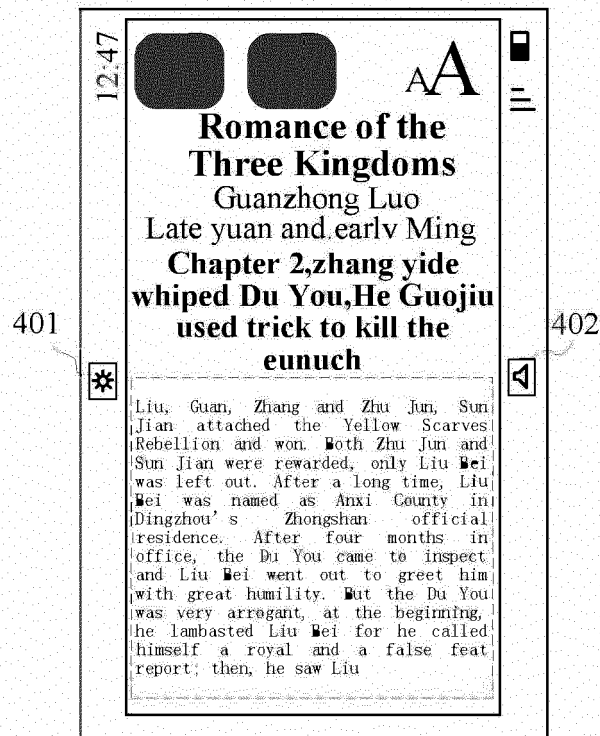 12:47
AA
Romance of the
Three Kingdoms
Guanzhong Luo
Late yuan and.earlv Ming
Chapter 2,zhang yide
whiped Du You,He Guojiu
used trick to kill the
eunuch
401
402
Liu, Guan, Zhang and Zhu Jun, Sun
Jian attached the Yellow Scarves
Rebellion and won. Both Zhu Jun and
Sun Jian were rewarded, only Liu Bei
was left out. After a long time, Liu
Bei was named as Anxi County in
Dingzhou's Zhongshan official
residence. After four months in
office, the Du You came to inspect
and Liu Bei went out to greet him
with great humility. But the Du You
was very arrogant, at the beginning,
he lambasted Liu Bei for he called
himself a royal and a false feat
report; then, he saw Liu